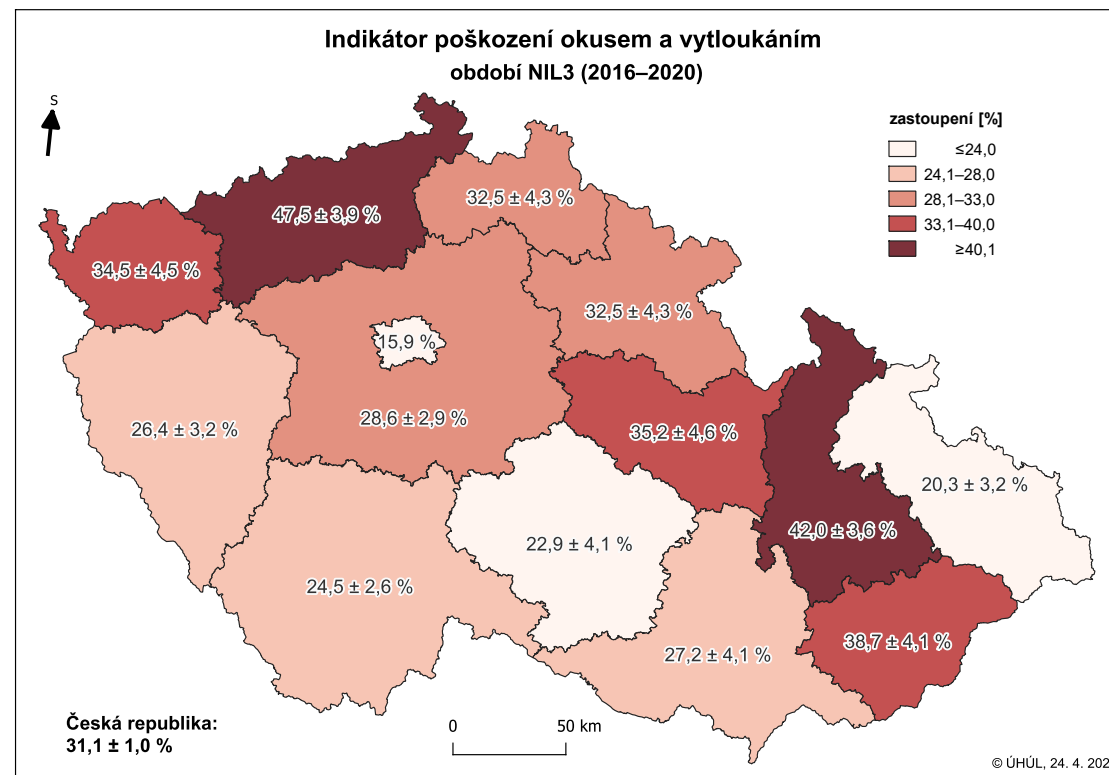 Indikátor poškození okusem a vytloukáním
období NIL3 (2016–2020)
S
zastoupení [%]
≤24,0
24,1–28,0
28,1–33,0
33,1–40,0
≥40,1
32,5 ± 4,3 %
47,5 ± 3,9 %
34,5 ± 4,5 %
32,5 ± 4,3 %
15,9 %
28,6 ± 2,9 %
26,4 ± 3,2 %
35,2 ± 4,6 %
20,3 ± 3,2 %
42,0 ± 3,6 %
22,9 ± 4,1 %
24,5 ± 2,6 %
38,7 ± 4,1 %
27,2 ± 4,1 %
Česká republika:
31,1 ± 1,0 %
0 50 km
© ÚHÚL, 24. 4. 202